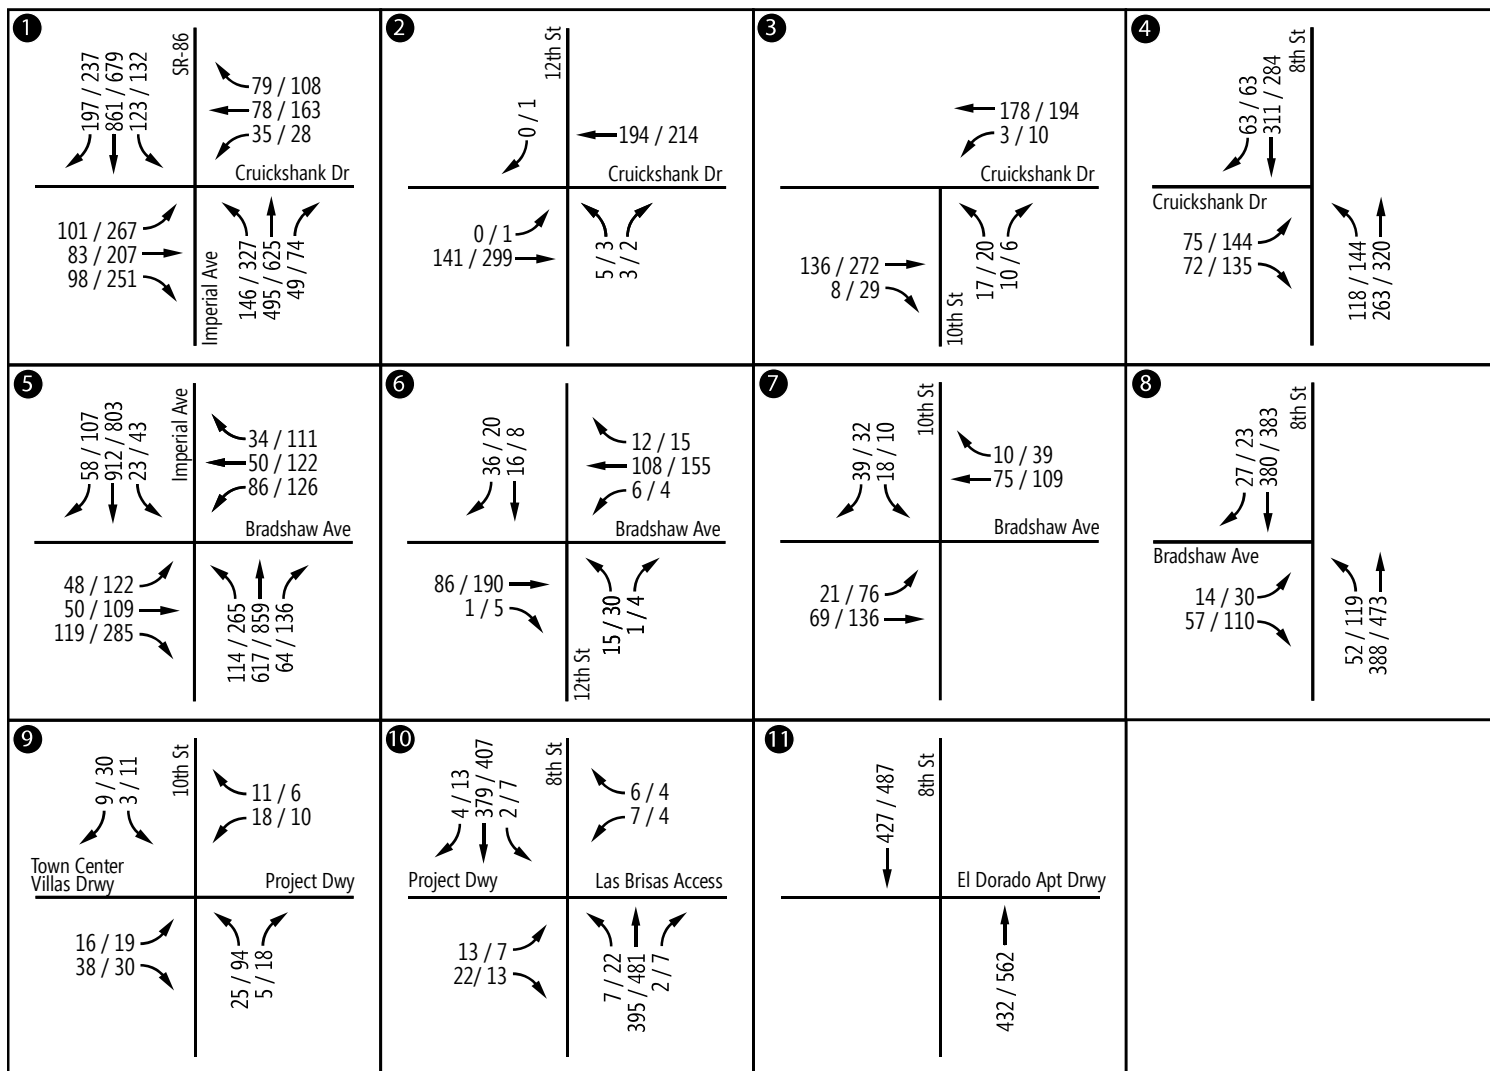 1
SR-86
197 / 237
861 / 679
123 / 132
79 / 108
78 / 163
35 / 28
Cruickshank Dr
101 / 267
83 / 207
98 / 251
Imperial Ave
146 / 327
495 / 625
49 / 74
2
12th St
0 / 1
194 / 214
Cruickshank Dr
0 / 1
141 / 299
5 / 3
3 / 2
3
178 / 194
3 / 10
Cruickshank Dr
136 / 272
8 / 29
10th St
17 / 20
10 / 6
4
8th St
63 / 63
311 / 284
Cruickshank Dr
75 / 144
72 / 135
118 / 144
263 / 320
5
Imperial Ave
58 / 107
912 / 803
23 / 43
34 / 111
50 / 122
86 / 126
Bradshaw Ave
48 / 122
50 / 109
119 / 285
114 / 265
617 / 859
64 / 136
6
36 / 20
16 / 8
12 / 15
108 / 155
6 / 4
Bradshaw Ave
86 / 190
1 / 5
12th St
15 / 30
1 / 4
7
10th St
39 / 32
18 / 10
10 / 39
75 / 109
Bradshaw Ave
21 / 76
69 / 136
8
8th St
27 / 23
380 / 383
Bradshaw Ave
14 / 30
57 / 110
52 / 119
388 / 473
9
10th St
9 / 30
3 / 11
11 / 6
18 / 10
Town Center
Villas Drwy
Project Dwy
16 / 19
38 / 30
25 / 94
5 / 18
10
8th St
4 / 13
379 / 407
2 / 7
6 / 4
7 / 4
Project Dwy
Las Brisas Access
13 / 7
22/ 13
7 / 22
395 / 481
2 / 7
11
8th St
427 / 487
El Dorado Apt Drwy
432 / 562